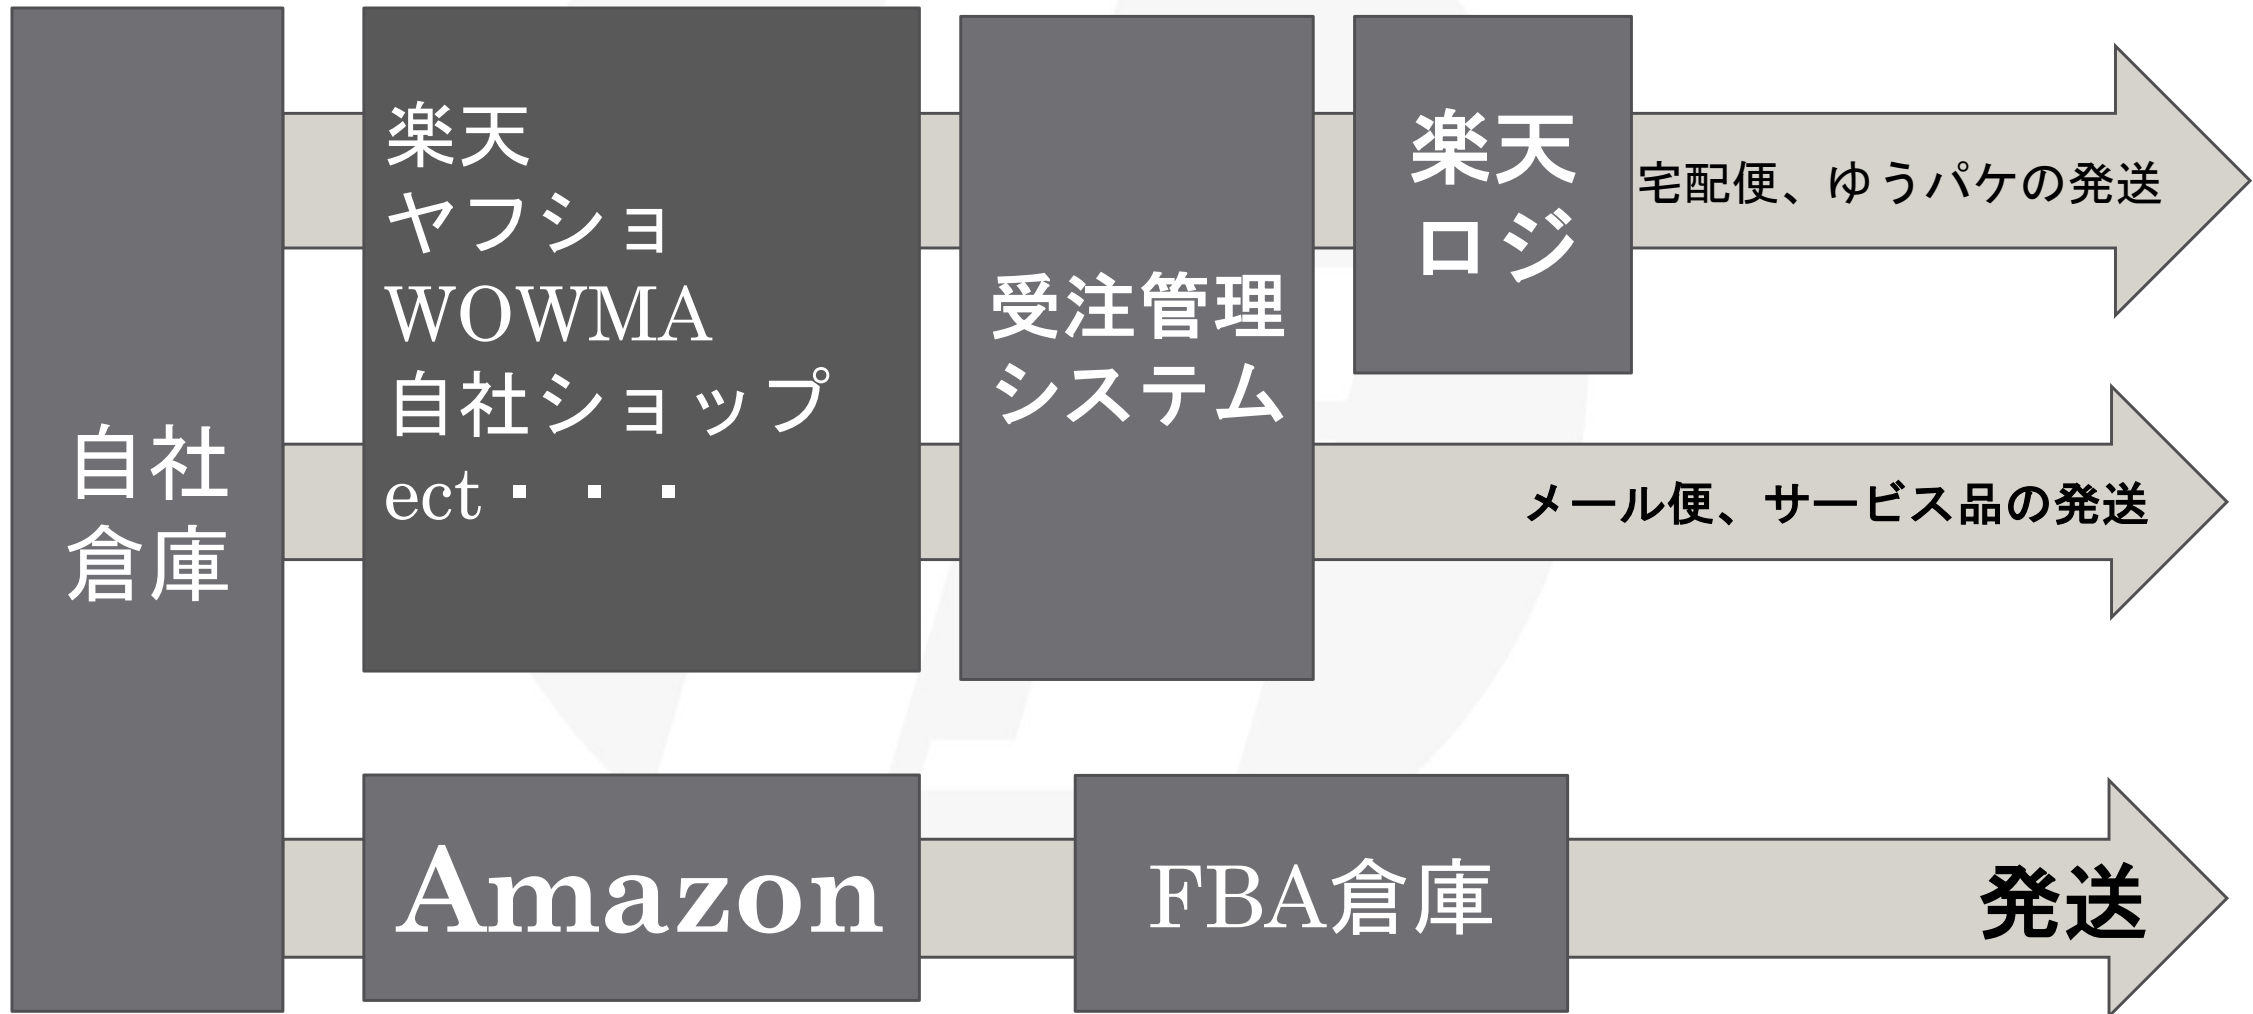 自社
倉庫
楽天
ヤフショ
WOWMA
自社ショップ
ect・・・
受注管理
システム
楽天
ロジ
宅配便、ゆうパケの発送
メール便、サービス品の発送
Amazon
FBA倉庫
発送